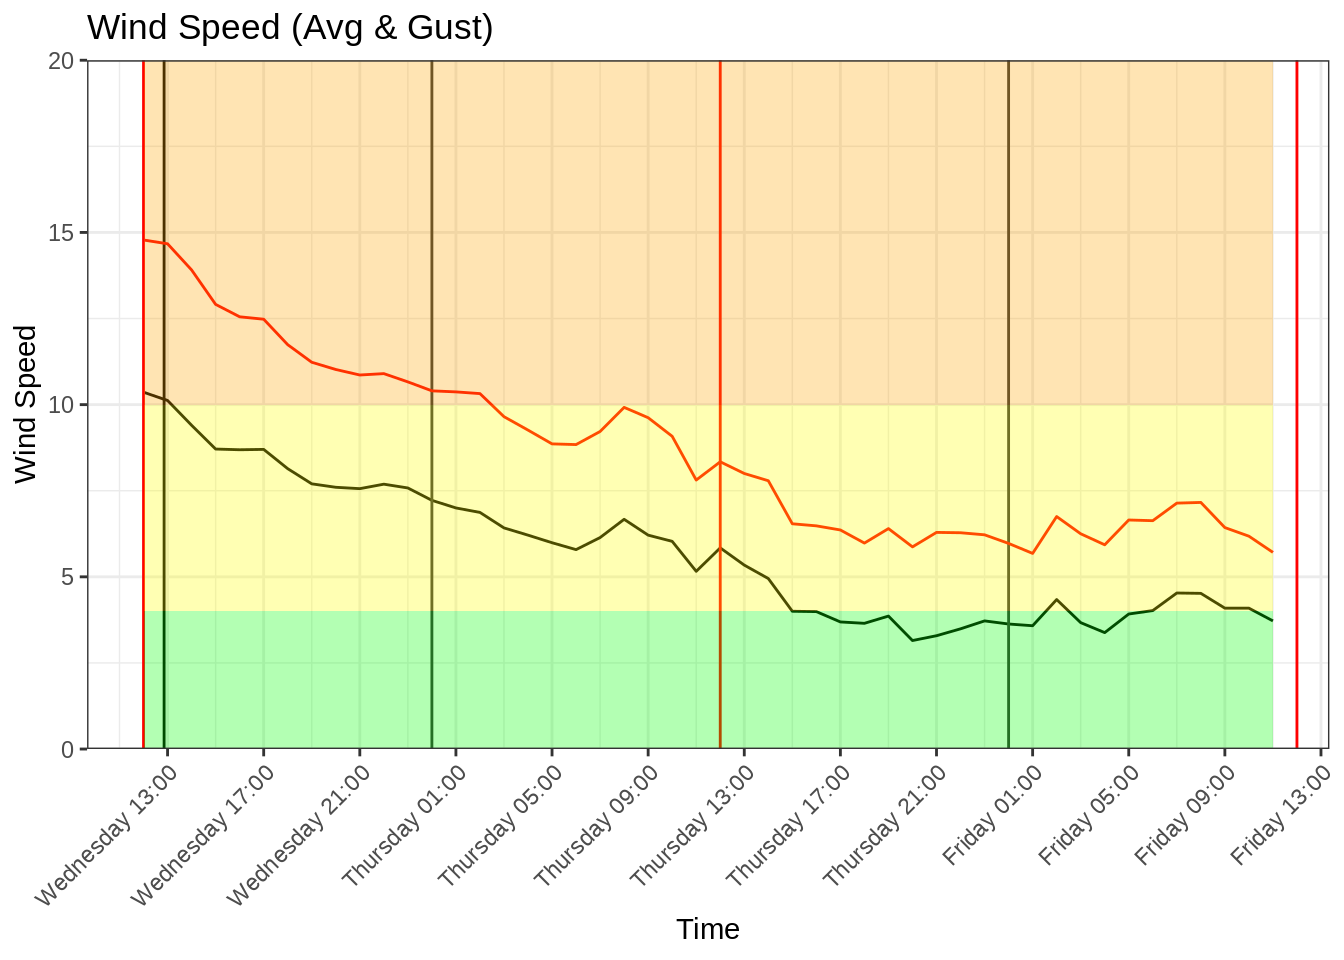 Wind Speed (Avg & Gust)
20
15
10
5
0
Wind Speed
Wednesday 13:00
Wednesday 17:00
Wednesday 21:00
Thursday 01:00
Thursday 05:00
Thursday 09:00
Thursday 13:00
Thursday 17:00
Thursday 21:00
Friday 01:00
Friday 05:00
Friday 09:00
Friday 13:00
Time